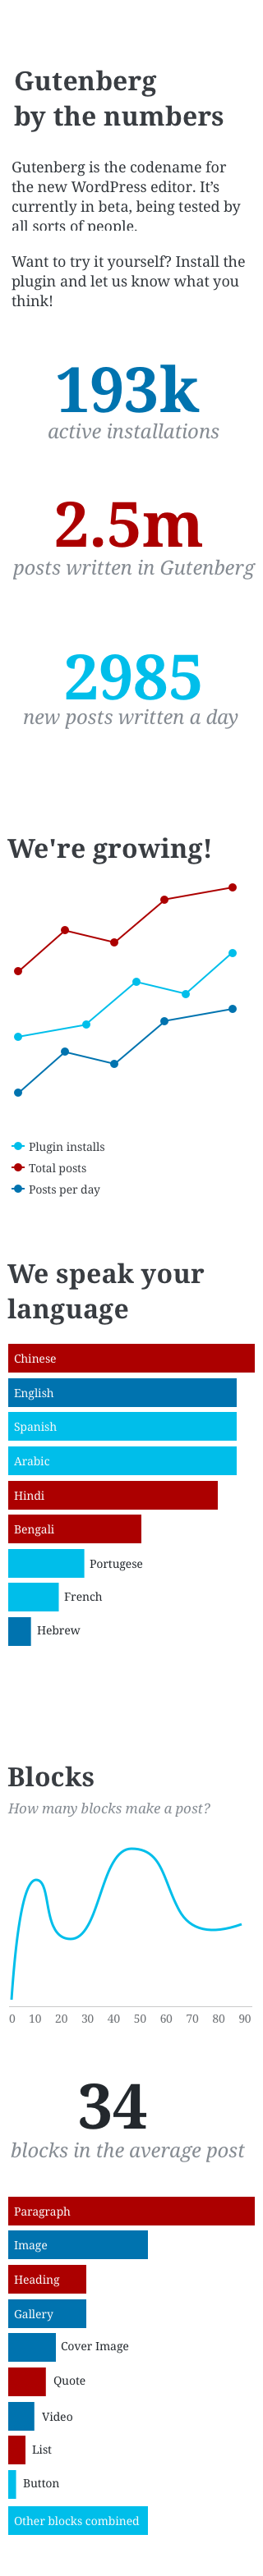 Gutenberg
by the numbers
Gutenberg is the codename for
the new WordPress editor. It’s
currently in beta, being tested by
all sorts of people.
Want to try it yourself? Install the
plugin and let us know what you
think!
193k
active installations
2.5m
posts written in Gutenberg
2985
new posts written a day
We're growing!
Plugin installs
Total posts
Posts per day
We speak your
language
Chinese
English
Spanish
Arabic
Hindi
Bengali
Portugese
French
Hebrew
Blocks
How many blocks make a post?
0 10 20 30 40 50 60 70 80 90
34
blocks in the average post
Paragraph
Image
Heading
Gallery
Cover Image
Quote
Video
List
Button
Other blocks combined